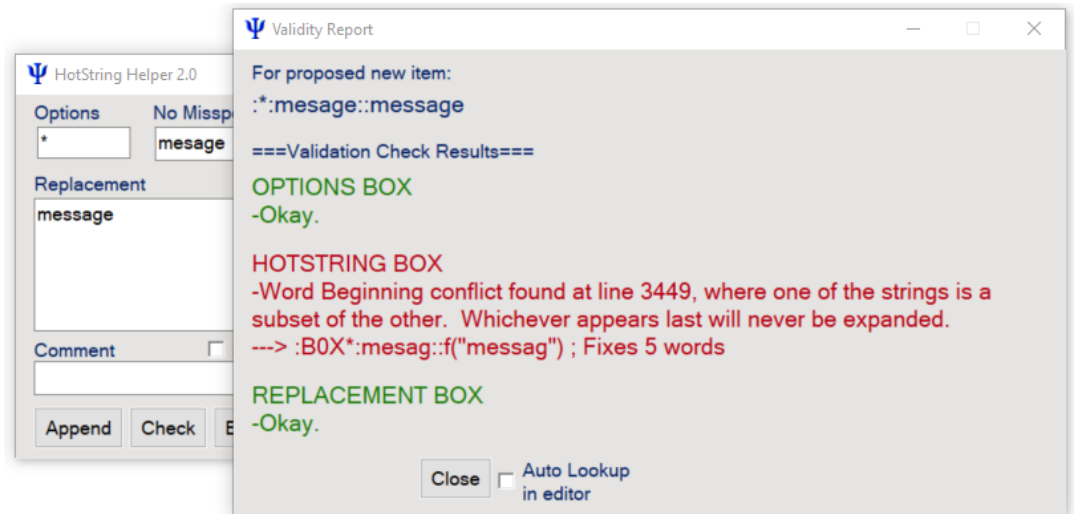 HotString Helper 2.0
Options
No Missp
*
mesage
Replacement
message
Comment
Append
Check
Validity Report
For proposed new item:
:*:mesage::message
===Validation Check Results===
OPTIONS BOX
-Okay.
HOTSTRING BOX
-Word Beginning conflict found at line 3449, where one of the strings is a
subset of the other.  Whichever appears last will never be expanded.
---> :B0X*:mesag::f("messag") ; Fixes 5 words
REPLACEMENT BOX
-Okay.
Close
Auto Lookup
in editor